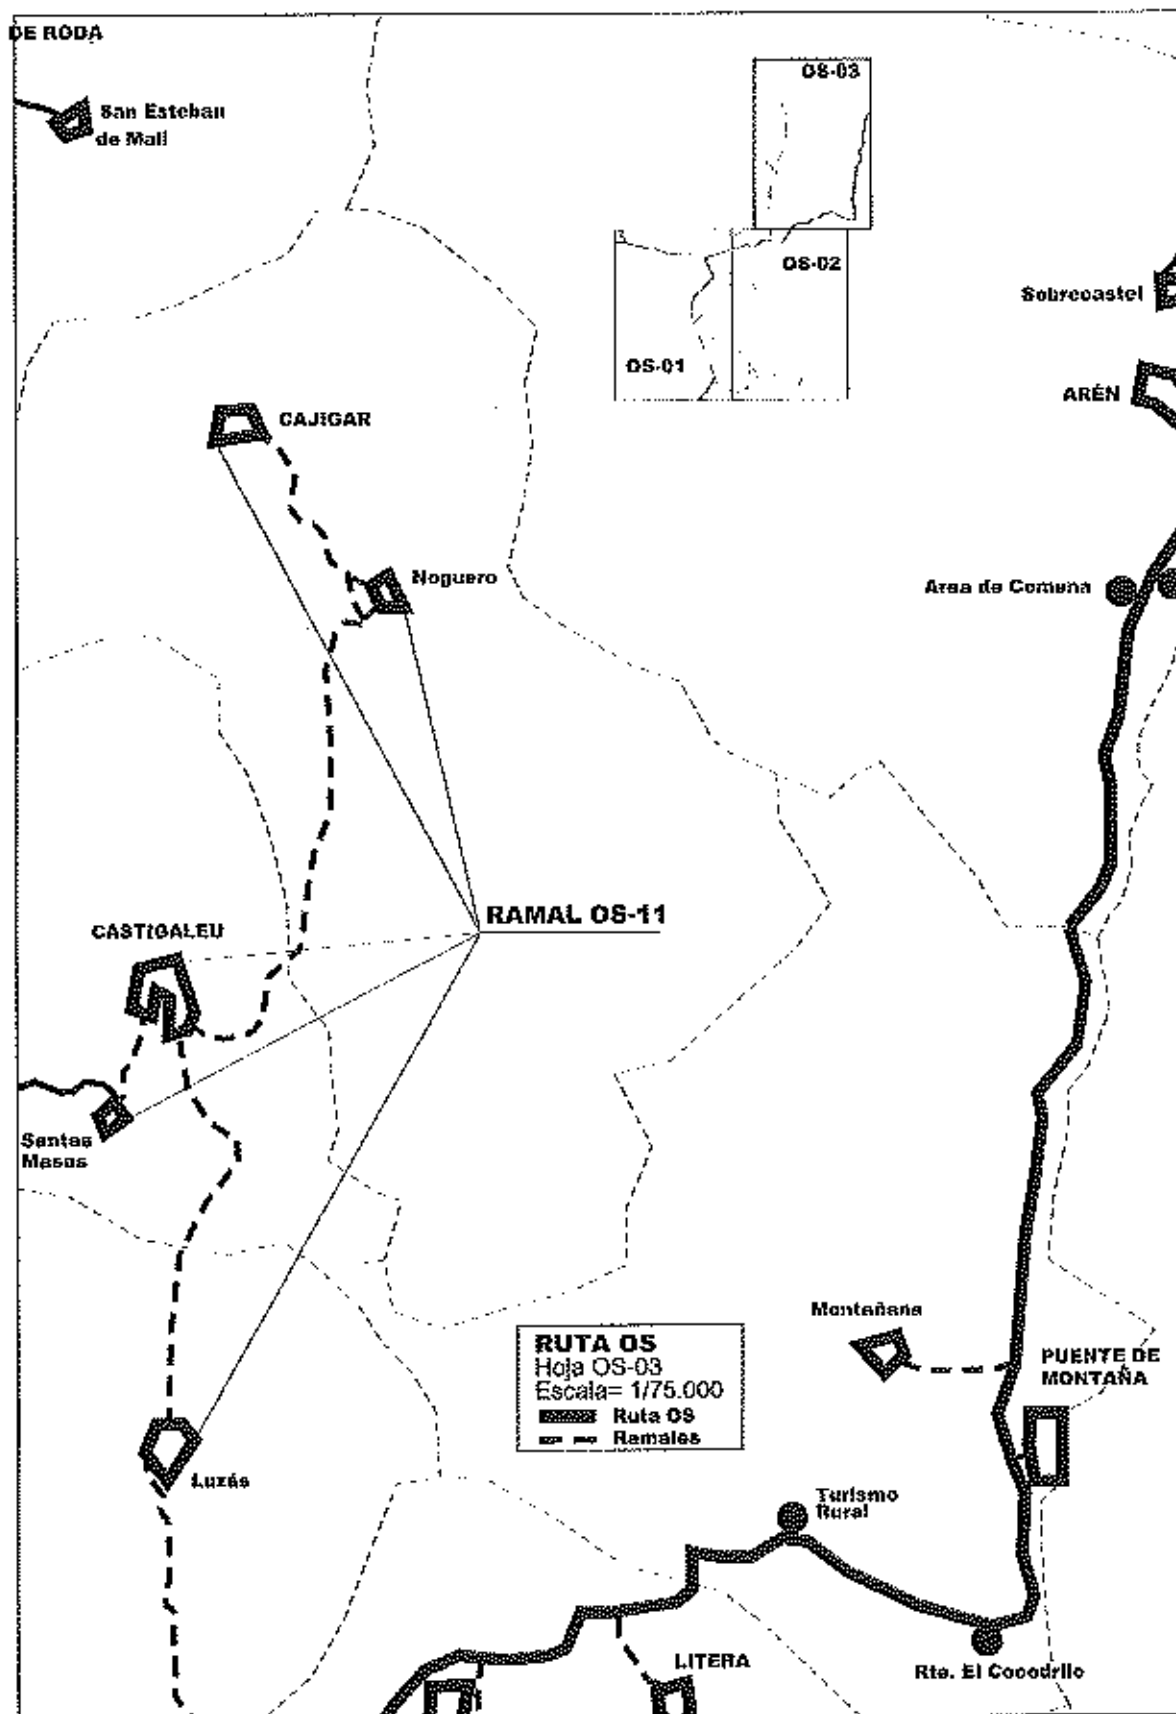 DE RODA
San Esteban
de Mall
OS-03
OS-02
OS-01
Sobrecastel
ARÉN
CAJIGAR
Noguero
Area de Comena
RAMAL OS-11
CASTIGALEU
Santas
Masas
Montañana
RUTA OS
Hoja OS-03
Escala= 1/75.000
Ruta OS
Ramales
PUENTE DE
MONTAÑA
Luzás
Turismo
Rural
LITERA
Rte. El Cocodrilo